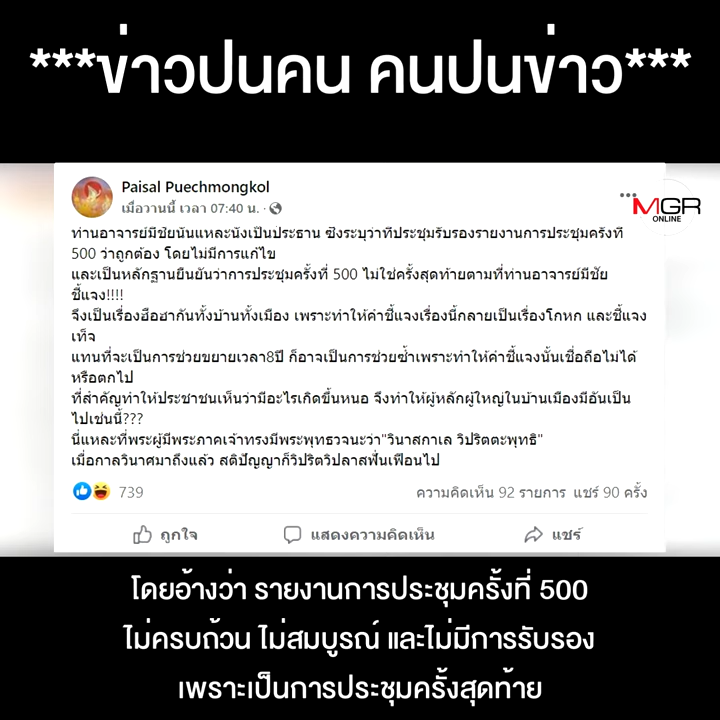 ***ข่าวปนคน คนปนข่าว***
Paisal Puechmongkol
เมื่อวานนี้ เวลา 07:40 น. ·
MGR
ONLINE
ท่านอาจารย์มีชัยนั่นแหละนั่งเป็นประธาน ซึ่งระบุว่าที่ประชุมรับรองรายงานการประชุมครั้งที่
500 ว่าถูกต้อง โดยไม่มีการแก้ไข
และเป็นหลักฐานยืนยันว่าการประชุมครั้งที่ 500 ไม่ใช่ครั้งสุดท้ายตามที่ท่านอาจารย์มีชัย
ชี้แจง!!!!
จึงเป็นเรื่องฮือฮากันทั้งบ้านทั้งเมือง เพราะทำให้คำชี้แจงเรื่องนี้กลายเป็นเรื่องโกหก และชี้แจง
เท็จ
แทนที่จะเป็นการช่วยขยายเวลา8ปี ก็อาจเป็นการช่วยซ้ำเพราะทำให้คำชี้แจงนั้นเชื่อถือไม่ได้
หรือตกไป
ที่สำคัญทำให้ประชาชนเห็นว่ามีอะไรเกิดขึ้นหนอ จึงทำให้ผู้หลักผู้ใหญ่ในบ้านเมืองมีอันเป็น
ไปเช่นนี้???
นี่แหละที่พระผู้มีพระภาคเจ้าทรงมีพระพุทธวจนะว่า"วินาสกาเล วิปริตตะพุทธิ"
เมื่อกาลวินาศมาถึงแล้ว สติปัญญาก็วิปริตวิปลาสฟั่นเฟือนไป
739
ความคิดเห็น 92 รายการ แชร์ 90 ครั้ง
ถูกใจ
แสดงความคิดเห็น
แชร์
โดยอ้างว่า รายงานการประชุมครั้งที่ 500
ไม่ครบถ้วน ไม่สมบูรณ์ และไม่มีการรับรอง
เพราะเป็นการประชุมครั้งสุดท้าย